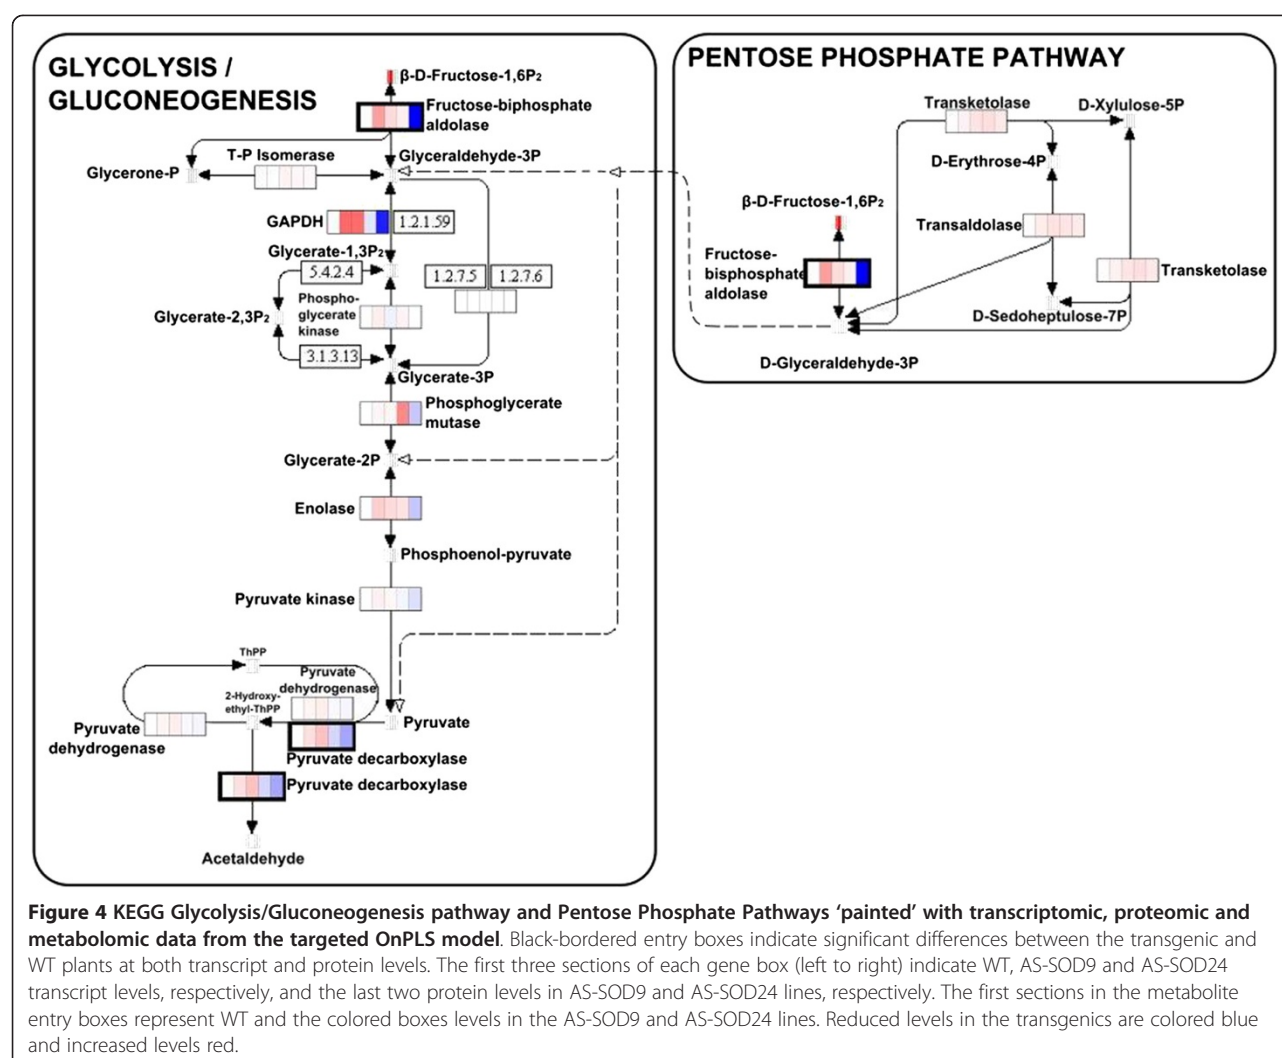 GLYCOLYSIS /
GLUCONEOGENESIS
β-D-Fructose-1,6P₂
Fructose-biphosphate
aldolase
T-P Isomerase
Glyceraldehyde-3P
Glycerone-P
GAPDH
1.2.1.59
Glycerate-1,3P₂
5.4.2.4
1.2.7.5
1.2.7.6
Phospho-
glycerate
kinase
Glycerate-2,3P₂
3.1.3.13
Glycerate-3P
Phosphoglycerate
mutase
Glycerate-2P
Enolase
Phosphoenol-pyruvate
Pyruvate kinase
ThPP
Pyruvate
dehydrogenase
2-Hydroxy-
ethyl-ThPP
Pyruvate
Pyruvate
dehydrogenase
Pyruvate decarboxylase
Pyruvate decarboxylase
Acetaldehyde
PENTOSE PHOSPHATE PATHWAY
Transketolase
D-Xylulose-5P
D-Erythrose-4P
β-D-Fructose-1,6P₂
Transaldolase
Fructose-
bisphosphate
aldolase
Transketolase
D-Sedoheptulose-7P
D-Glyceraldehyde-3P
Figure 4 KEGG Glycolysis/Gluconeogenesis pathway and Pentose Phosphate Pathways ‘painted’ with transcriptomic, proteomic and
metabolomic data from the targeted OnPLS model. Black-bordered entry boxes indicate significant differences between the transgenic and
WT plants at both transcript and protein levels. The first three sections of each gene box (left to right) indicate WT, AS-SOD9 and AS-SOD24
transcript levels, respectively, and the last two protein levels in AS-SOD9 and AS-SOD24 lines, respectively. The first sections in the metabolite
entry boxes represent WT and the colored boxes levels in the AS-SOD9 and AS-SOD24 lines. Reduced levels in the transgenics are colored blue
and increased levels red.